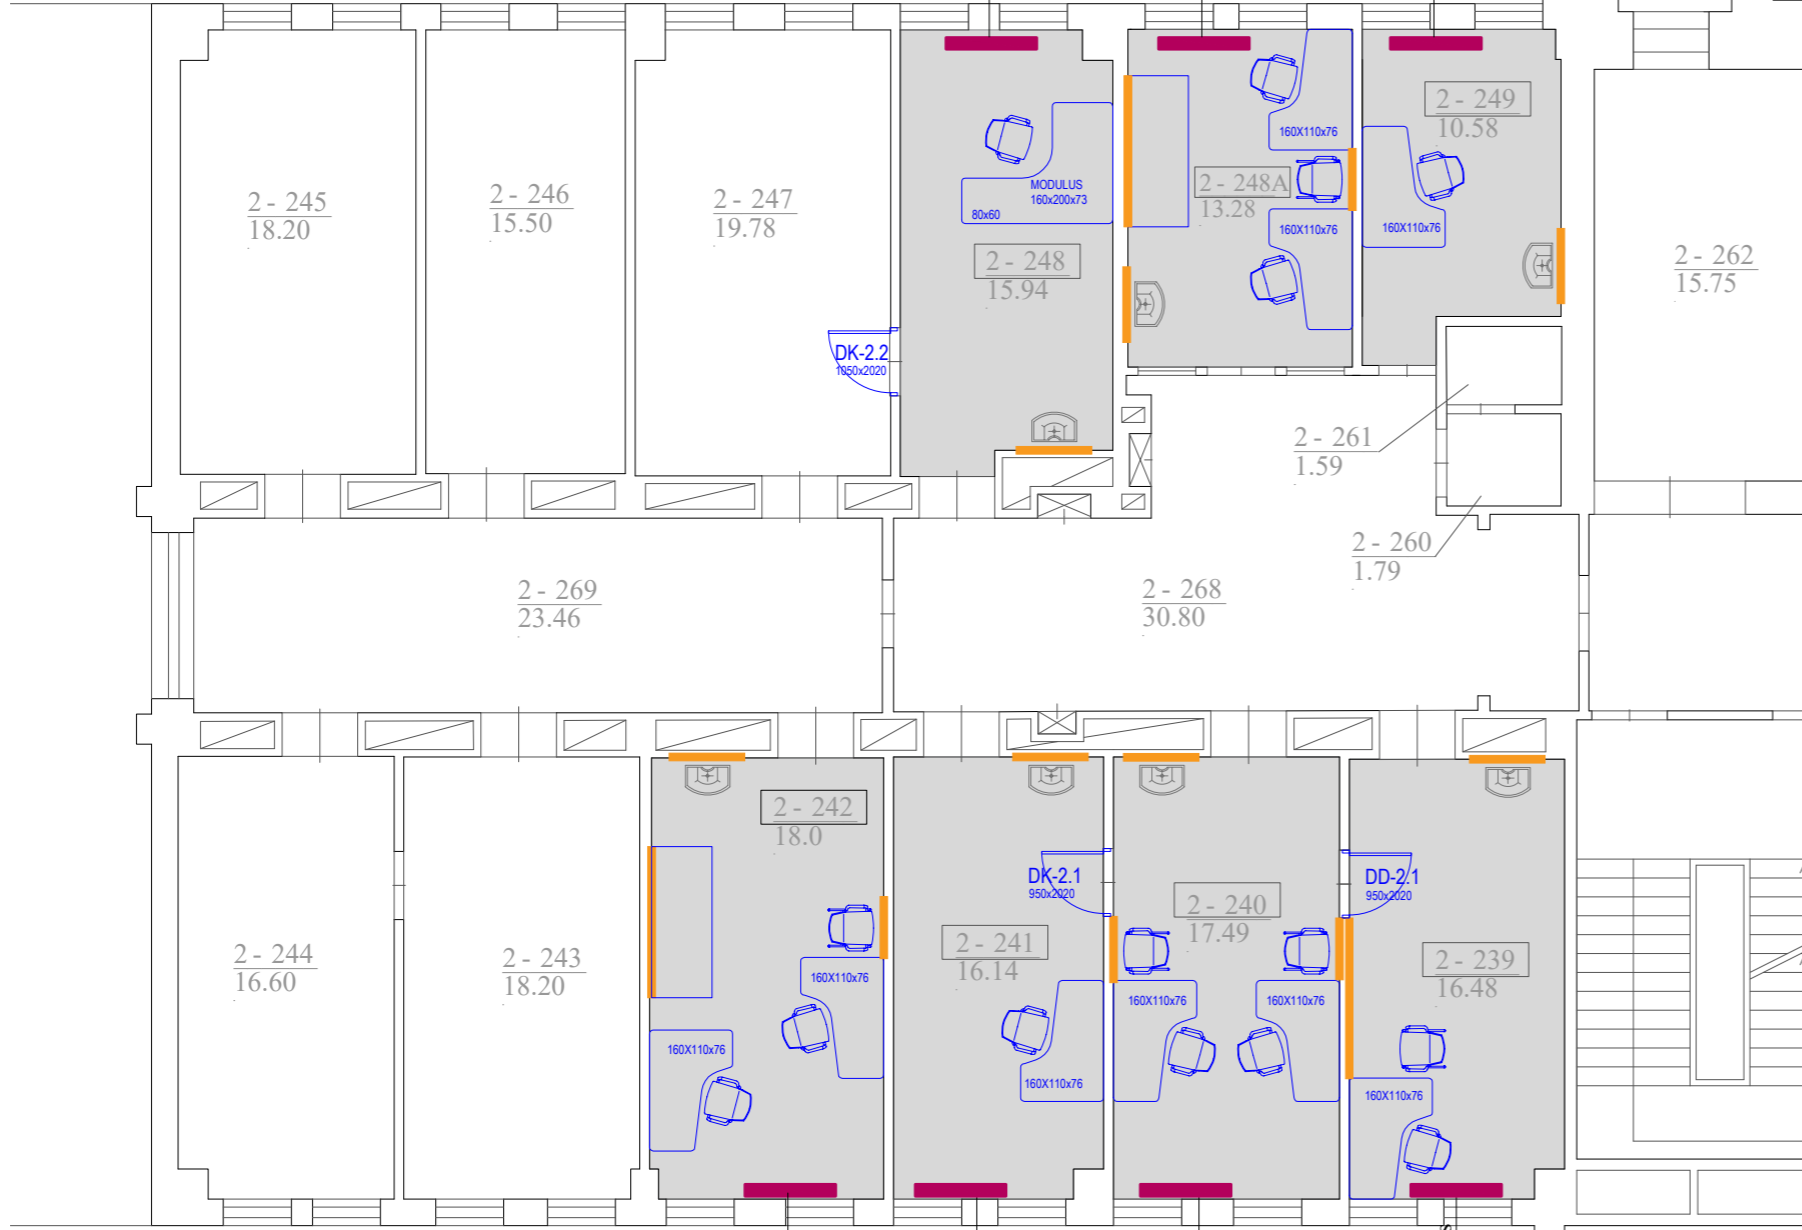 2 - 245
18.20
2 - 246
15.50
2 - 247
19.78
MODULUS
160x200x73
80x60
2 - 248
15.94
DK-2.2
1050x2020
160X110x76
2 - 248A
13.28
160X110x76
2 - 249
10.58
160X110x76
2 - 262
15.75
2 - 261
1.59
2 - 260
1.79
2 - 269
23.46
2 - 268
30.80
2 - 244
16.60
2 - 243
18.20
2 - 242
18.0
160X110x76
160X110x76
DK-2.1
950x2020
2 - 241
16.14
160X110x76
2 - 240
17.49
160X110x76
160X110x76
DD-2.1
950x2020
2 - 239
16.48
160X110x76